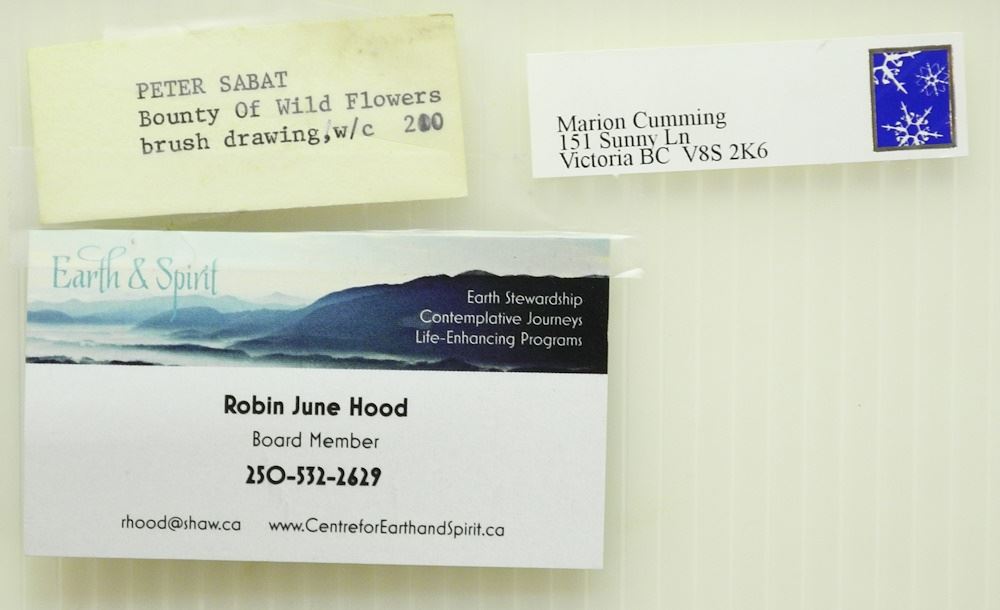 PETER SABAT
Bounty Of Wild Flowers
brush drawing,w/c 200
Marion Cumming
151 Sunny Ln
Victoria BC V8S 2K6
Earth & Spirit
Earth Stewardship
Contemplative Journeys
Life-Enhancing Programs
Robin June Hood
Board Member
250-532-2629
rhood@shaw.ca www.CentreforEarthandSpirit.ca